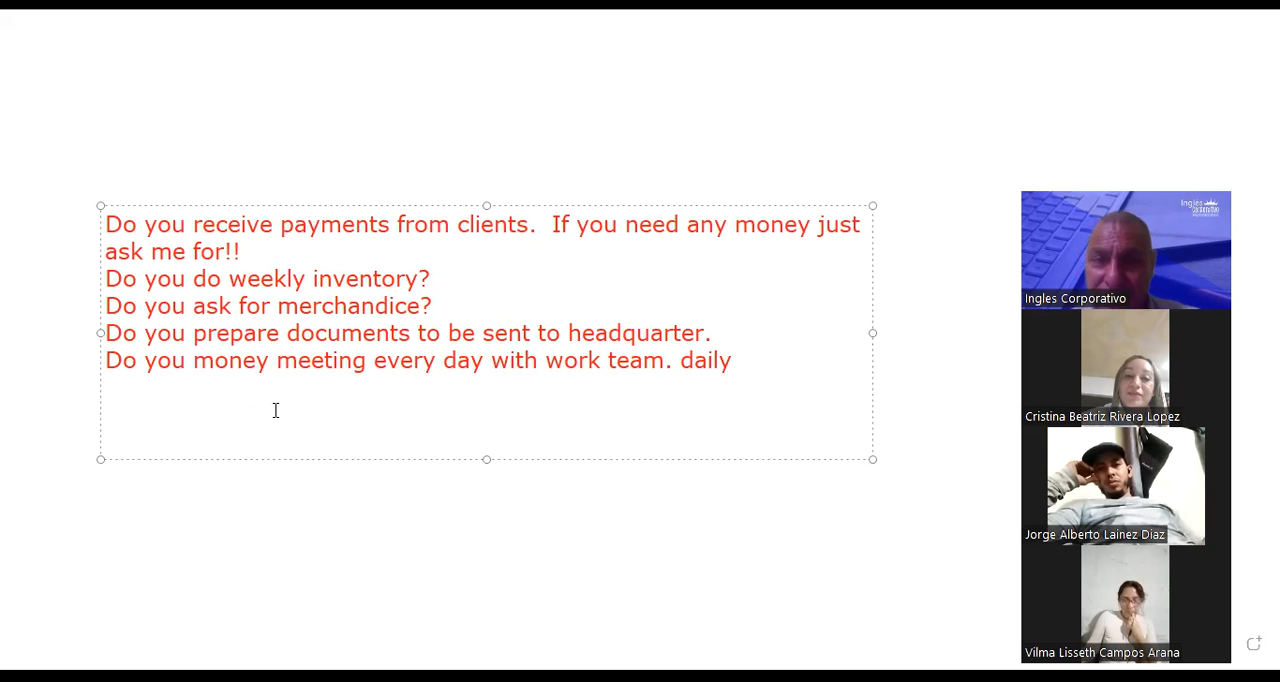 Do you receive payments from clients.  If you need any money just
ask me for!!
Do you do weekly inventory?
Do you ask for merchandice?
Do you prepare documents to be sent to headquarter.
Do you money meeting every day with work team. daily
Ingles
corporativo
Ingles Corporativo
Cristina Beatriz Rivera Lopez
Jorge Alberto Lainez Diaz
Vilma Lisseth Campos Arana